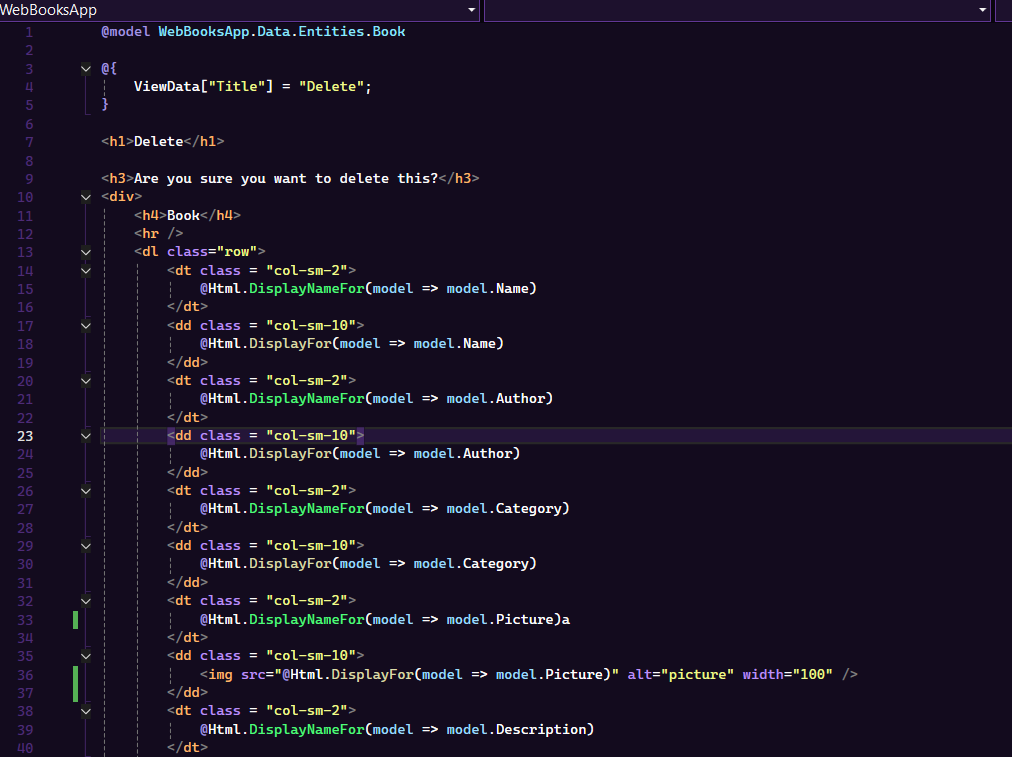 WebBooksApp
1 @model WebBooksApp.Data.Entities.Book
2
3 @{
4 ViewData["Title"] = "Delete";
5 }
6
7 <h1>Delete</h1>
8
9 <h3>Are you sure you want to delete this?</h3>
10 <div>
11 <h4>Book</h4>
12 <hr />
13 <dl class="row">
14 <dt class = "col-sm-2">
15 @Html.DisplayNameFor(model => model.Name)
16 </dt>
17 <dd class = "col-sm-10">
18 @Html.DisplayFor(model => model.Name)
19 </dd>
20 <dt class = "col-sm-2">
21 @Html.DisplayNameFor(model => model.Author)
22 </dt>
23 <dd class = "col-sm-10">
24 @Html.DisplayFor(model => model.Author)
25 </dd>
26 <dt class = "col-sm-2">
27 @Html.DisplayNameFor(model => model.Category)
28 </dt>
29 <dd class = "col-sm-10">
30 @Html.DisplayFor(model => model.Category)
31 </dd>
32 <dt class = "col-sm-2">
33 @Html.DisplayNameFor(model => model.Picture)a
34 </dt>
35 <dd class = "col-sm-10">
36 <img src="@Html.DisplayFor(model => model.Picture)" alt="picture" width="100" />
37 </dd>
38 <dt class = "col-sm-2">
39 @Html.DisplayNameFor(model => model.Description)
40 </dt>